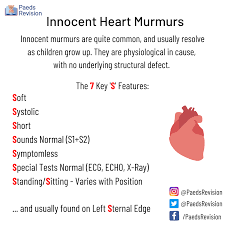 Paeds
Revision
Innocent Heart Murmurs
Innocent murmurs are quite common, and usually resolve
as children grow up. They are physiological in cause,
with no underlying structural defect.
The 7 Key 'S' Features:
Soft
Systolic
Short
Sounds Normal (S1+S2)
Symptomless
Special Tests Normal (ECG, ECHO, X-Ray)
Standing/Sitting - Varies with Position
... and usually found on Left Sternal Edge
@PaedsRevision
@PaedsRevision
/PaedsRevision